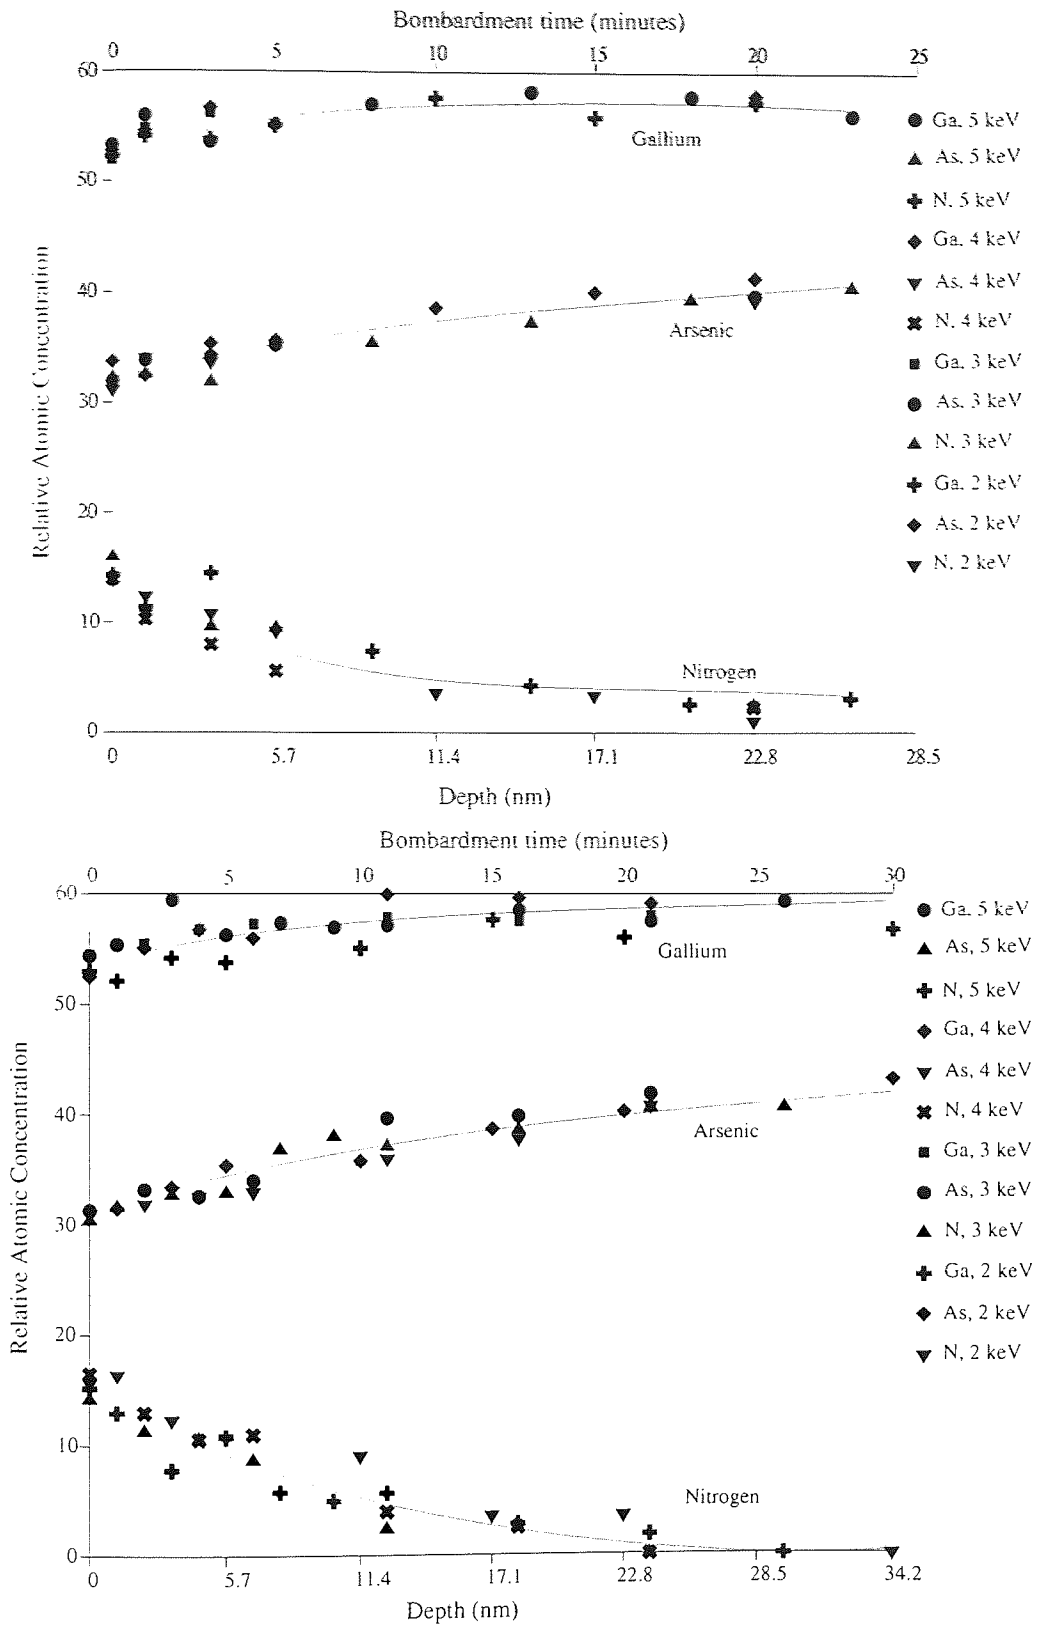 Bombardment time (minutes)
0 5 10 15 20 25
60
50
40
30
20
10
0
Relative Atomic Concentration
Gallium
Arsenic
Nitrogen
0 5.7 11.4 17.1 22.8 28.5
Depth (nm)
Ga. 5 keV
As. 5 keV
N. 5 keV
Ga. 4 keV
As. 4 keV
N. 4 keV
Ga. 3 keV
As. 3 keV
N. 3 keV
Ga. 2 keV
As. 2 keV
N. 2 keV
Bombardment time (minutes)
0 5 10 15 20 25 30
60
50
40
30
20
10
0
Relative Atomic Concentration
Gallium
Arsenic
Nitrogen
0 5.7 11.4 17.1 22.8 28.5 34.2
Depth (nm)
Ga. 5 keV
As, 5 keV
N, 5 keV
Ga, 4 keV
As, 4 keV
N, 4 keV
Ga, 3 keV
As, 3 keV
N, 3 keV
Ga, 2 keV
As, 2 keV
N, 2 keV